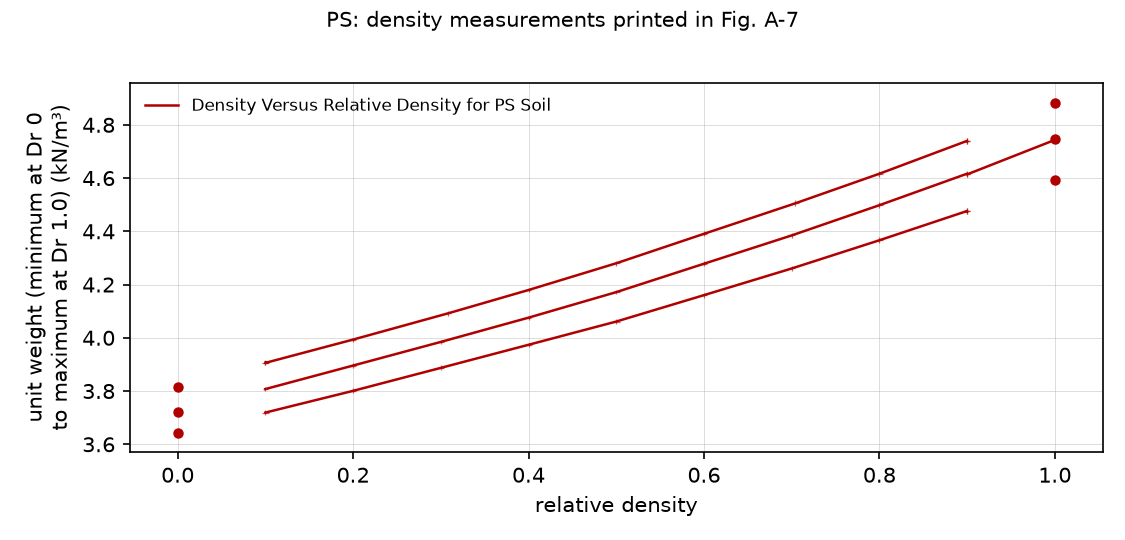 PS: density measurements printed in Fig. A-7
Density Versus Relative Density for PS Soil
unit weight (minimum at Dr 0
to maximum at Dr 1.0) (kN/m³)
4.8
4.6
4.4
4.2
4.0
3.8
3.6
0.0 0.2 0.4 0.6 0.8 1.0
relative density